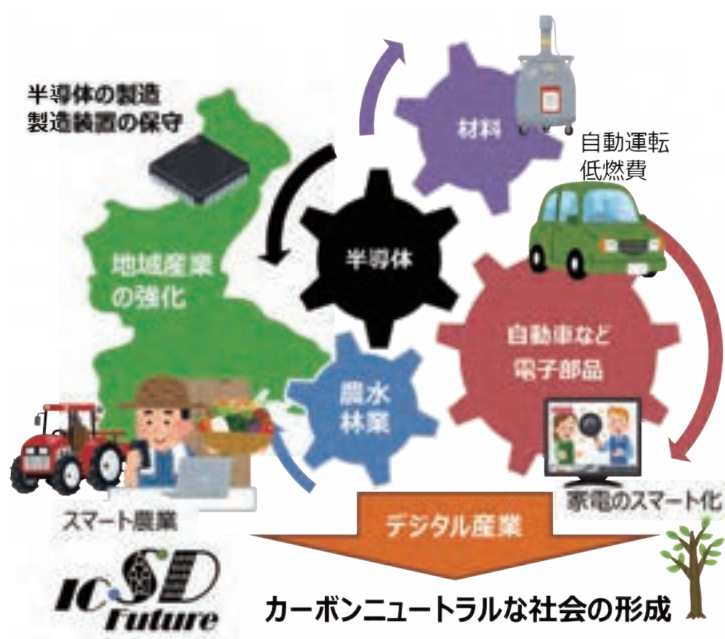 半導体の製造
製造装置の保守
材料
自動運転
低燃費
半導体
地域産業
の強化
自動車など
電子部品
農水
林業
家電のスマート化
スマート農業
デジタル産業
IC SD
Future
カーボンニュートラルな社会の形成